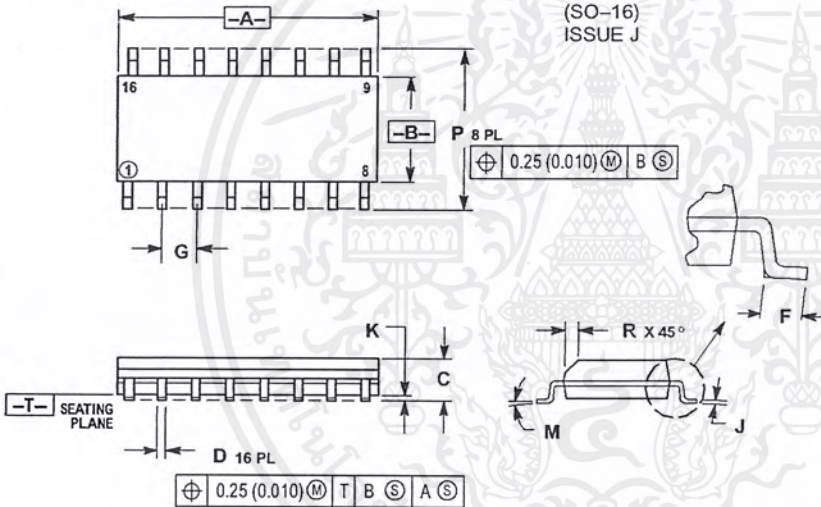 (SO–16)
ISSUE J
–A–
16
9
–B–
P 8 PL
⌖ 0.25 (0.010) Ⓜ B Ⓢ
①
8
G
F
K
R X 45°
C
–T– SEATING
PLANE
M
J
D 16 PL
⌖ 0.25 (0.010) Ⓜ T B Ⓢ A Ⓢ